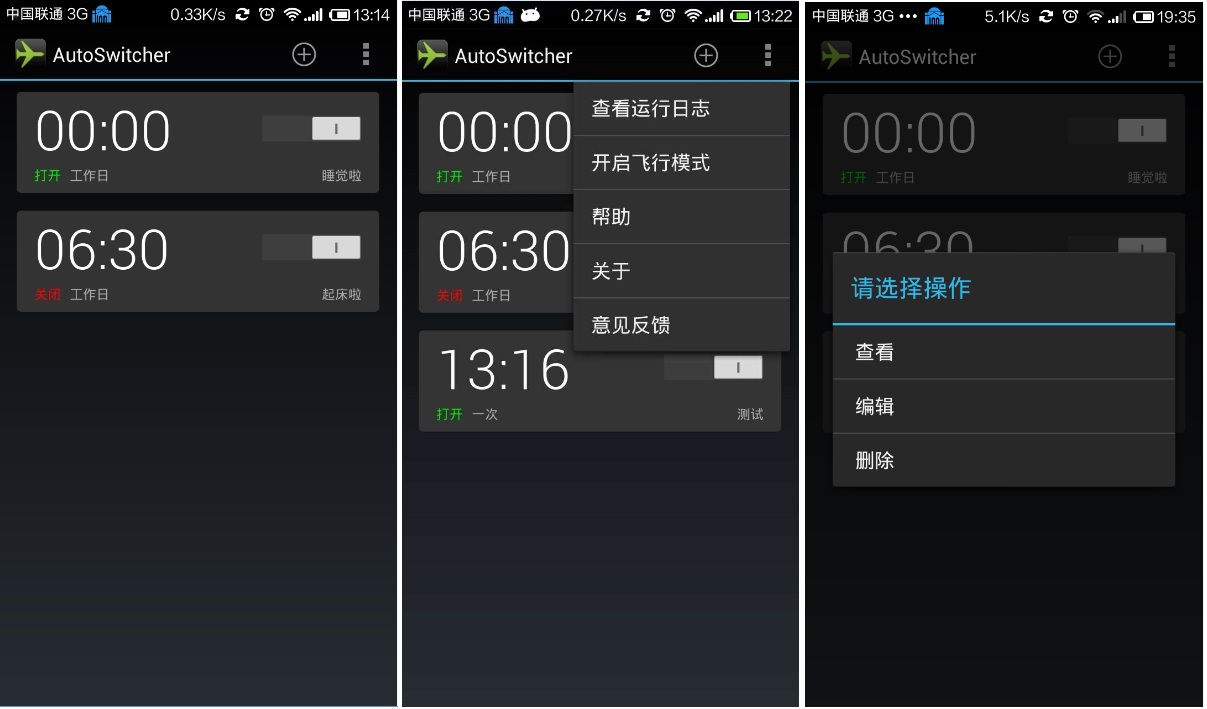 中国联通 3G 0.33K/s 13:14
AutoSwitcher
00:00
打开 工作日 睡觉啦
06:30
关闭 工作日 起床啦
中国联通 3G 0.27K/s 13:22
AutoSwitcher
00:00
打开 工作日
06:30
关闭 工作日
13:16
打开 一次 测试
查看运行日志
开启飞行模式
帮助
关于
意见反馈
中国联通 3G ••• 5.1K/s 19:35
AutoSwitcher
00:00
打开 工作日 睡觉啦
06:30
请选择操作
查看
编辑
删除